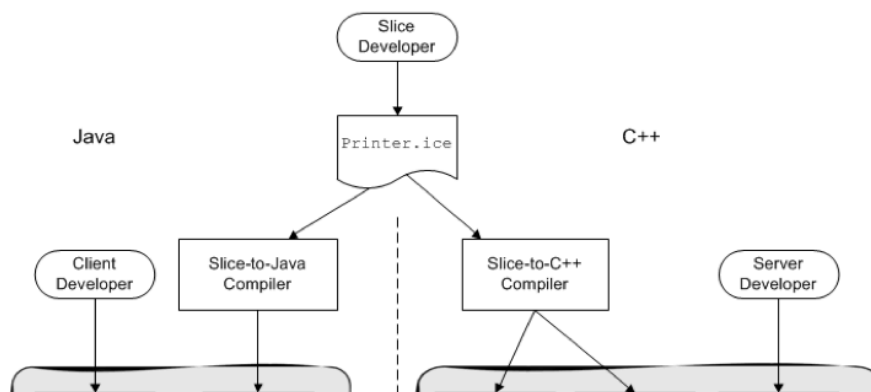 Slice
Developer
Java
Printer.ice
C++
Client
Developer
Slice-to-Java
Compiler
Slice-to-C++
Compiler
Server
Developer